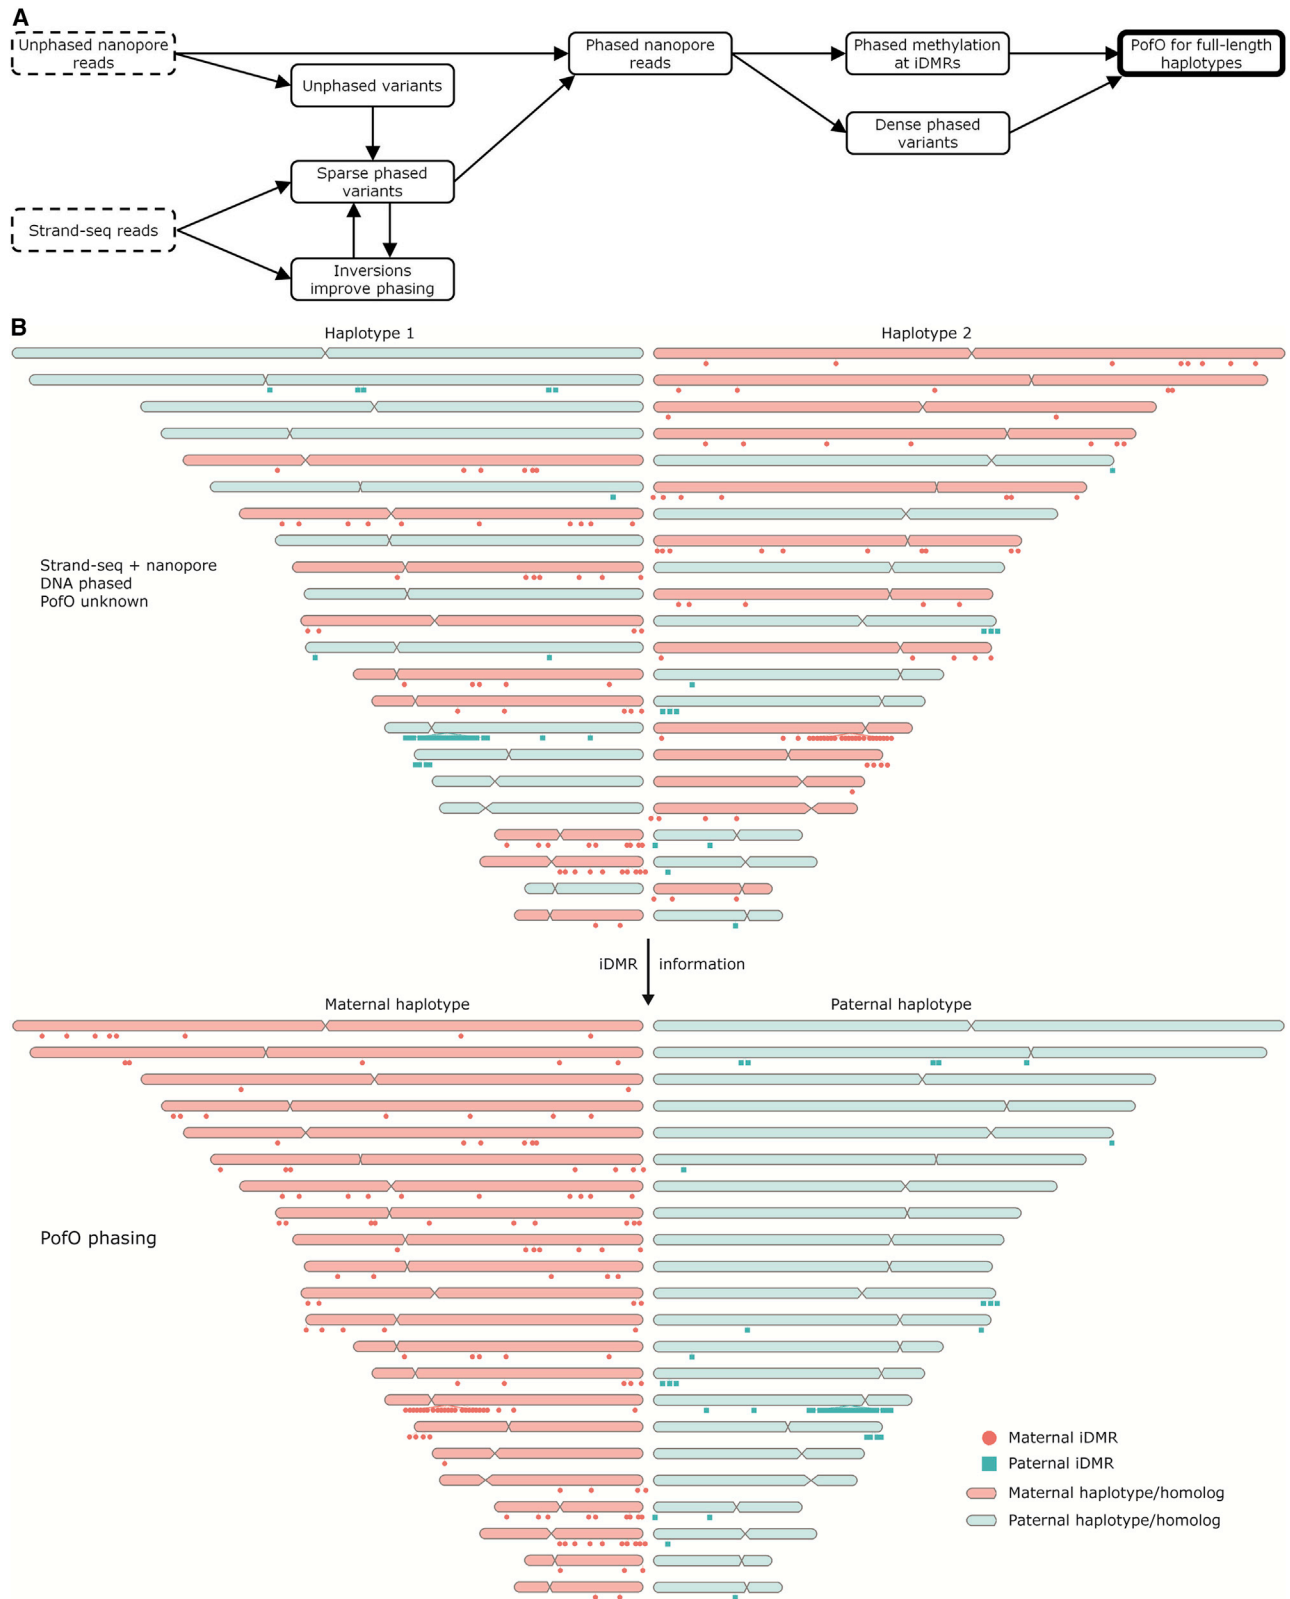 A
Unphased nanopore
reads
Unphased variants
Sparse phased
variants
Strand-seq reads
Inversions
improve phasing
Phased nanopore
reads
Phased methylation
at iDMRs
Dense phased
variants
PofO for full-length
haplotypes
B
Haplotype 1
Haplotype 2
Strand-seq + nanopore
DNA phased
PofO unknown
iDMR
information
Maternal haplotype
Paternal haplotype
PofO phasing
Maternal iDMR
Paternal iDMR
Maternal haplotype/homolog
Paternal haplotype/homolog